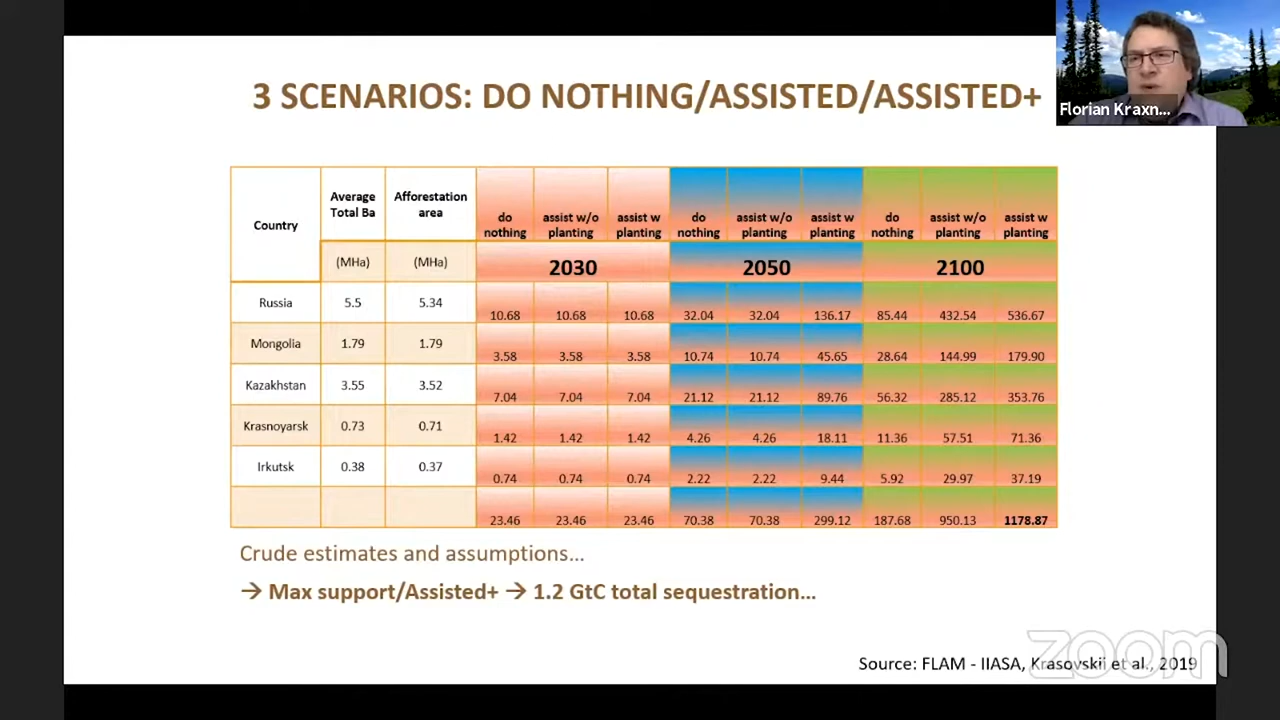 3 SCENARIOS: DO NOTHING/ASSISTED/ASSISTED+
Florian Kraxn...
Country Average Total Ba Afforestation area do nothing assist w/o planting assist w planting do nothing assist w/o planting assist w planting do nothing assist w/o planting assist w planting
(MHa) (MHa) 2030 2050 2100
Russia 5.5 5.34 10.68 10.68 10.68 32.04 32.04 136.17 85.44 432.54 536.67
Mongolia 1.79 1.79 3.58 3.58 3.58 10.74 10.74 45.65 28.64 144.99 179.90
Kazakhstan 3.55 3.52 7.04 7.04 7.04 21.12 21.12 89.76 56.32 285.12 353.76
Krasnoyarsk 0.73 0.71 1.42 1.42 1.42 4.26 4.26 18.11 11.36 57.51 71.36
Irkutsk 0.38 0.37 0.74 0.74 0.74 2.22 2.22 9.44 5.92 29.97 37.19
23.46 23.46 23.46 70.38 70.38 299.12 187.68 950.13 1178.87
Crude estimates and assumptions...
→ Max support/Assisted+ → 1.2 GtC total sequestration...
zoom
Source: FLAM - IIASA, Krasovskii et al., 2019